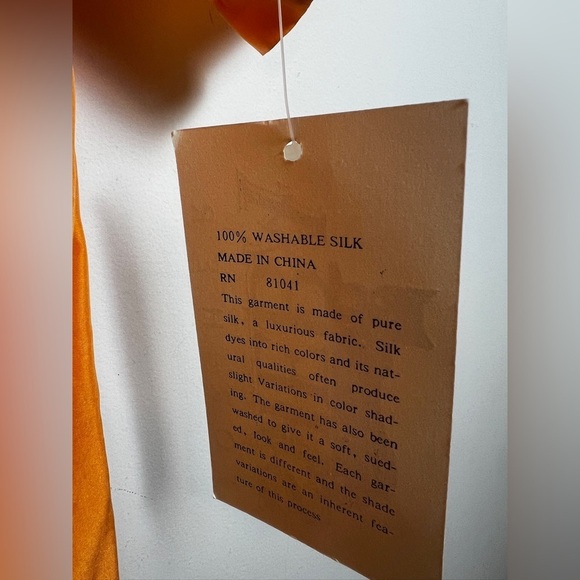 100% WASHABLE SILK
MADE IN CHINA
RN 81041
This garment is made of pure
silk, a luxurious fabric. Silk
dyes into rich colors and its nat-
ural qualities often produce
slight Variations in color shad-
ing. The garment has also been
washed to give it a soft, sued-
ed, look and feel. Each gar-
ment is different and the shade
variations are an inherent fea-
ture of this process